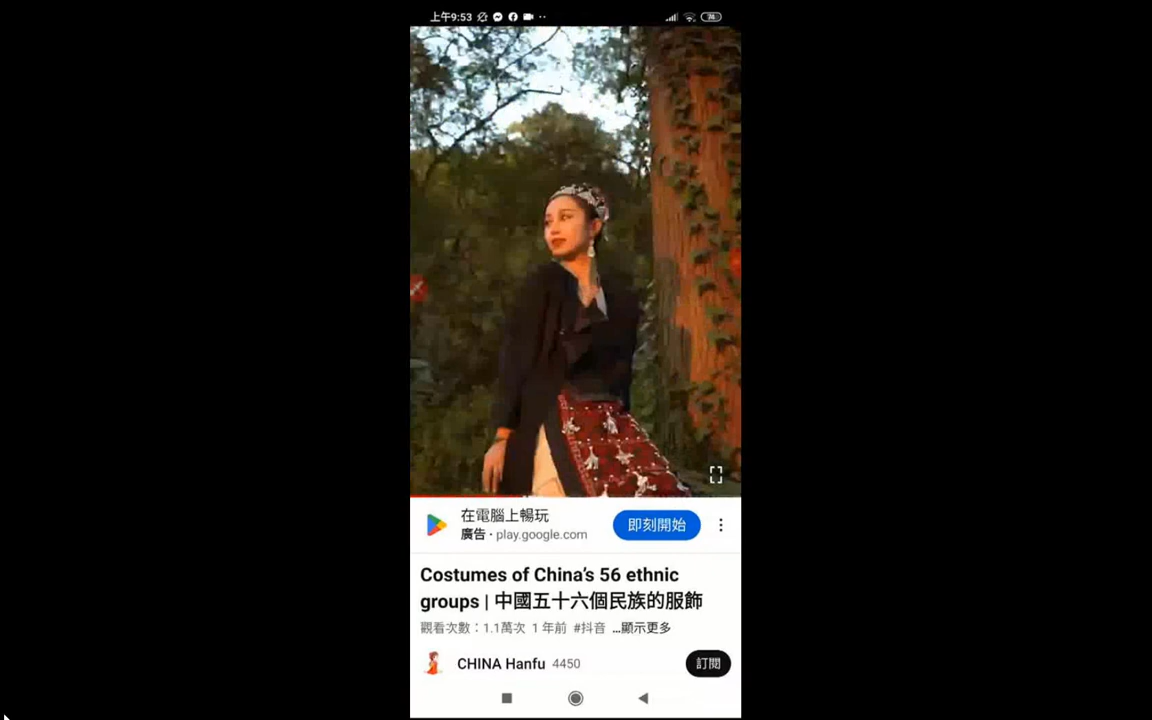 上午9:53
在電腦上暢玩
廣告 · play.google.com
即刻開始
Costumes of China's 56 ethnic
groups | 中國五十六個民族的服飾
觀看次數：1.1萬次 1 年前 #抖音 ...顯示更多
CHINA Hanfu 4450
訂閱